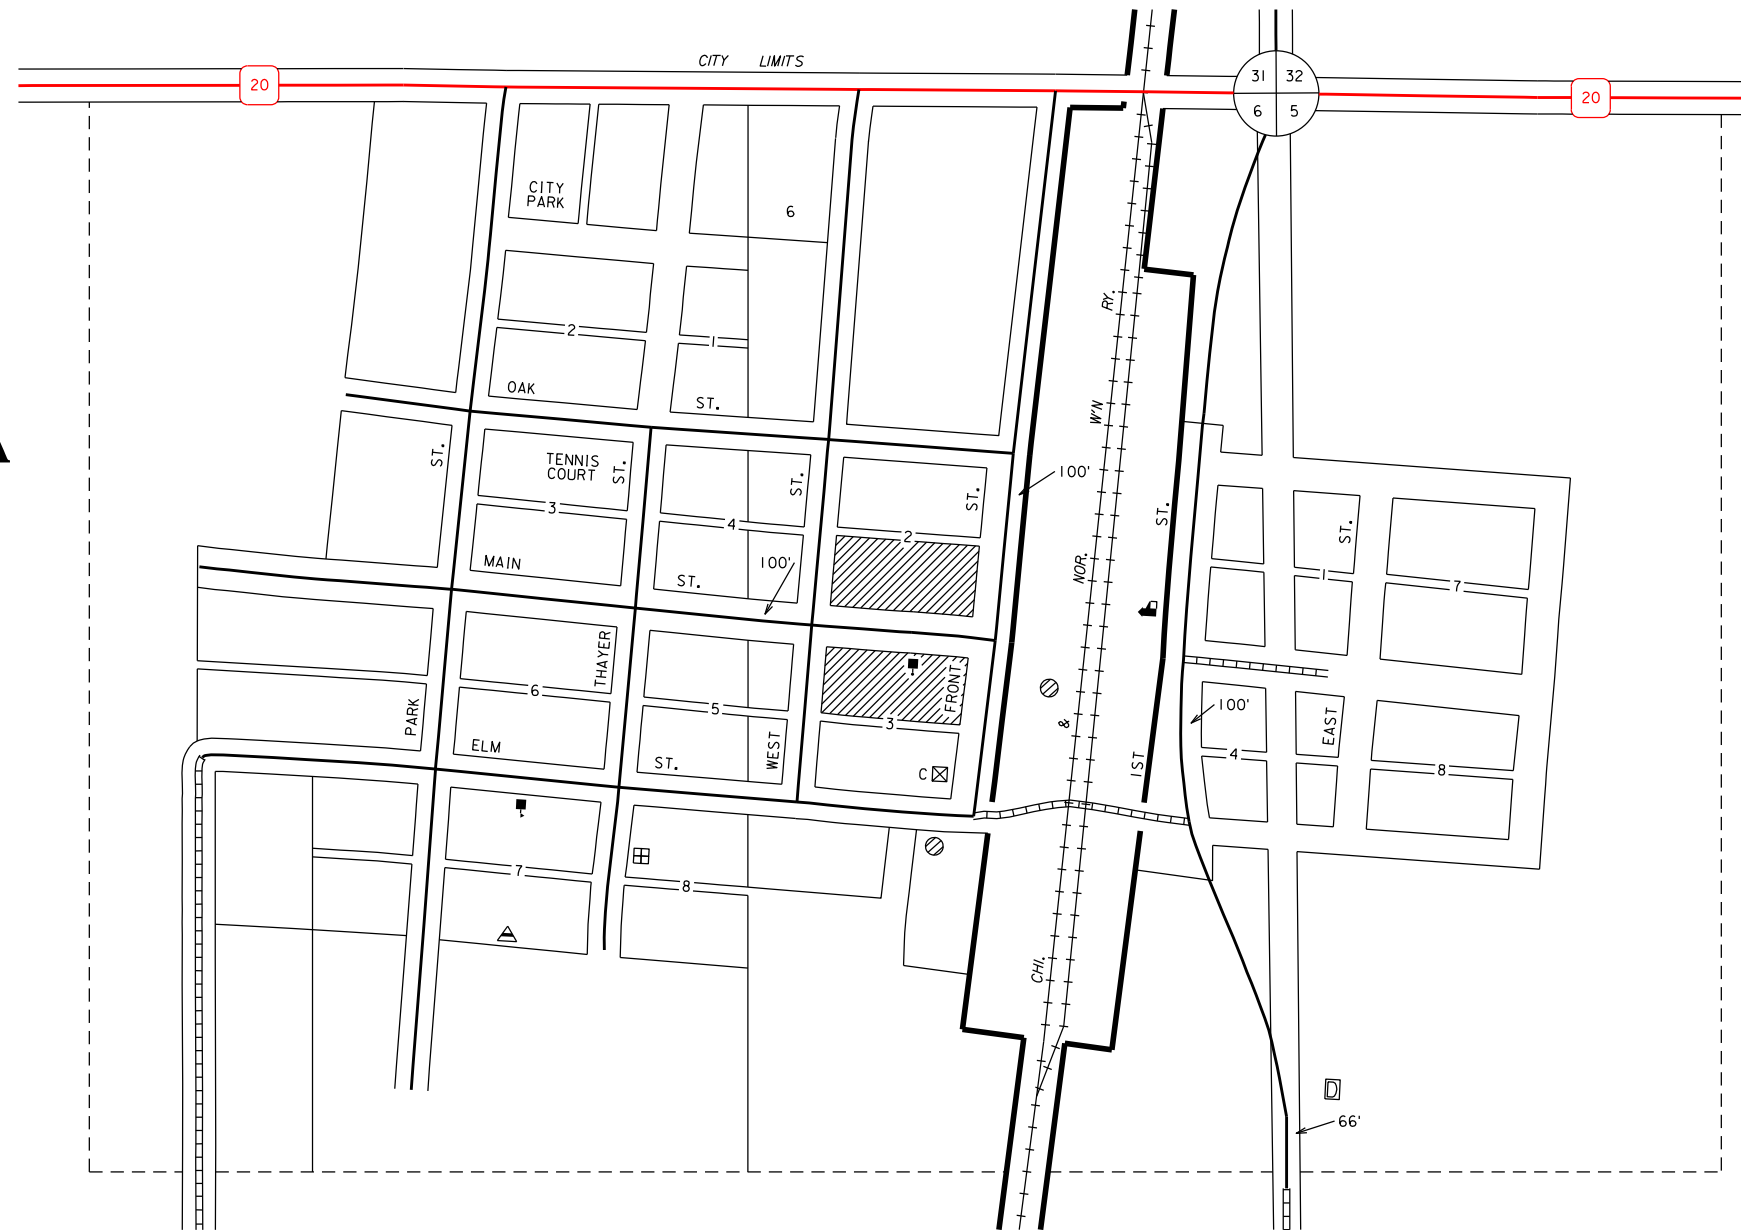 CITY LIMITS
20
31 32
6 5
20
CITY
PARK
6
2
1
OAK
ST.
RY.
W'N
NOR.
&
CHI.
ST.
TENNIS
COURT
ST.
ST.
ST.
100'
3
4
2
MAIN
ST.
100'
ST.
ST.
1
7
THAYER
FRONT
PARK
6
5
3
WEST
100'
EAST
ELM
ST.
C
1ST
4
8
7
8
D
66'